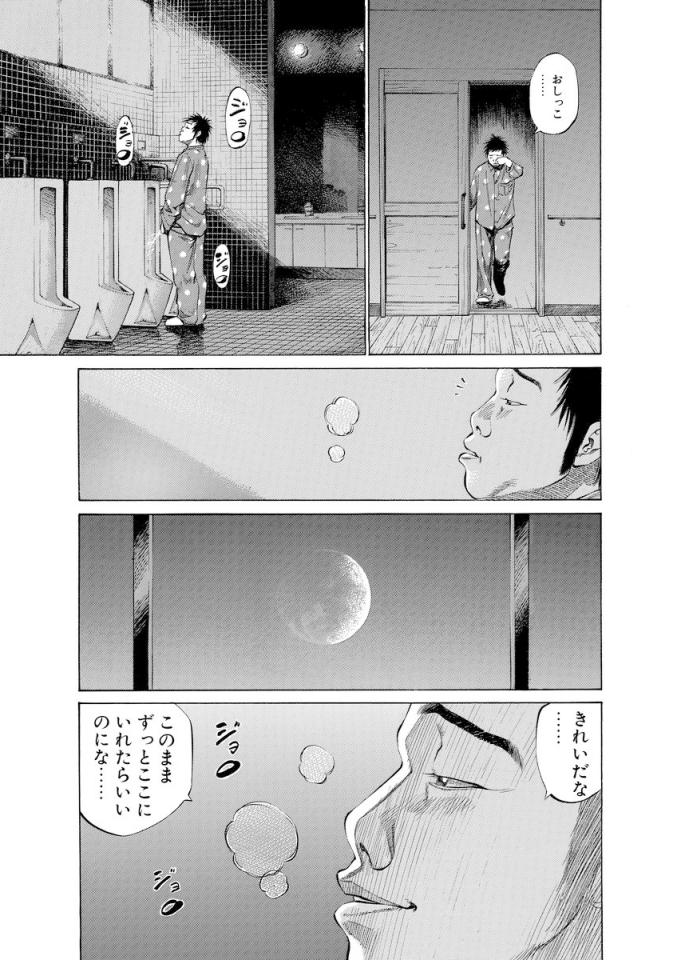 おしっこ
……
ジョロ
ジョロ
ジョロ
きれいだな
……
ジョロ
このまま
ずっとここに
いれたらいい
のにな……
ジョロ